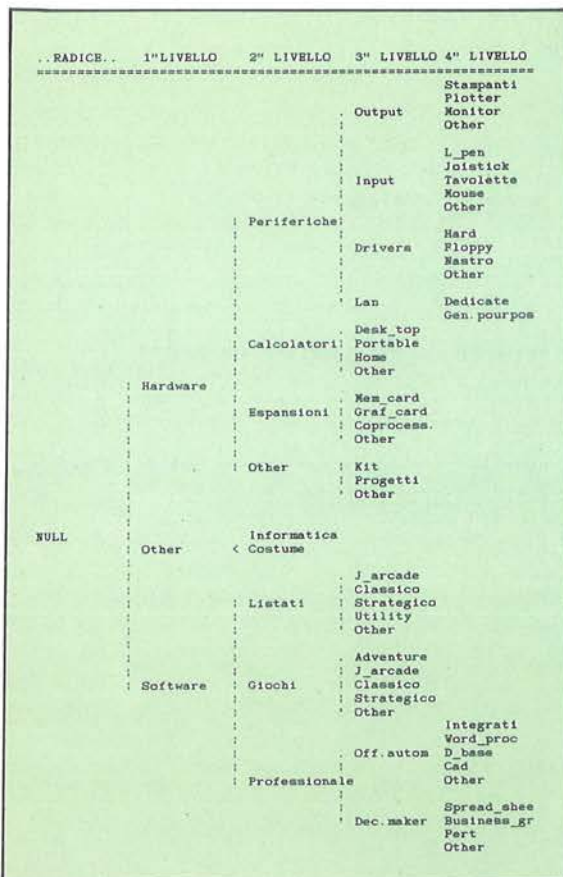 ..RADICE.. 1"LIVELLO 2" LIVELLO 3" LIVELLO 4" LIVELLO
Stampanti
Plotter
. Output Monitor
Other
L_pen
Joistick
Input Tavolette
Mouse
Other
Periferiche
Hard
Drivers Floppy
Nastro
Other
' Lan Dedicate
Gen.pourpos
. Desk_top
Calcolatori Portable
Home
' Other
Hardware
. Mem_card
Espansioni Graf_card
Coprocess.
' Other
Other Kit
Progetti
' Other
Informatica
NULL Other < Costume
. J_arcade
Classico
Listati Strategico
Utility
' Other
. Adventure
J_arcade
Software Giochi Classico
Strategico
' Other
Integrati
Word_proc
. Off.autom D_base
Cad
Professionale Other
Spread_shee
' Dec.maker Business_gr
Pert
Other